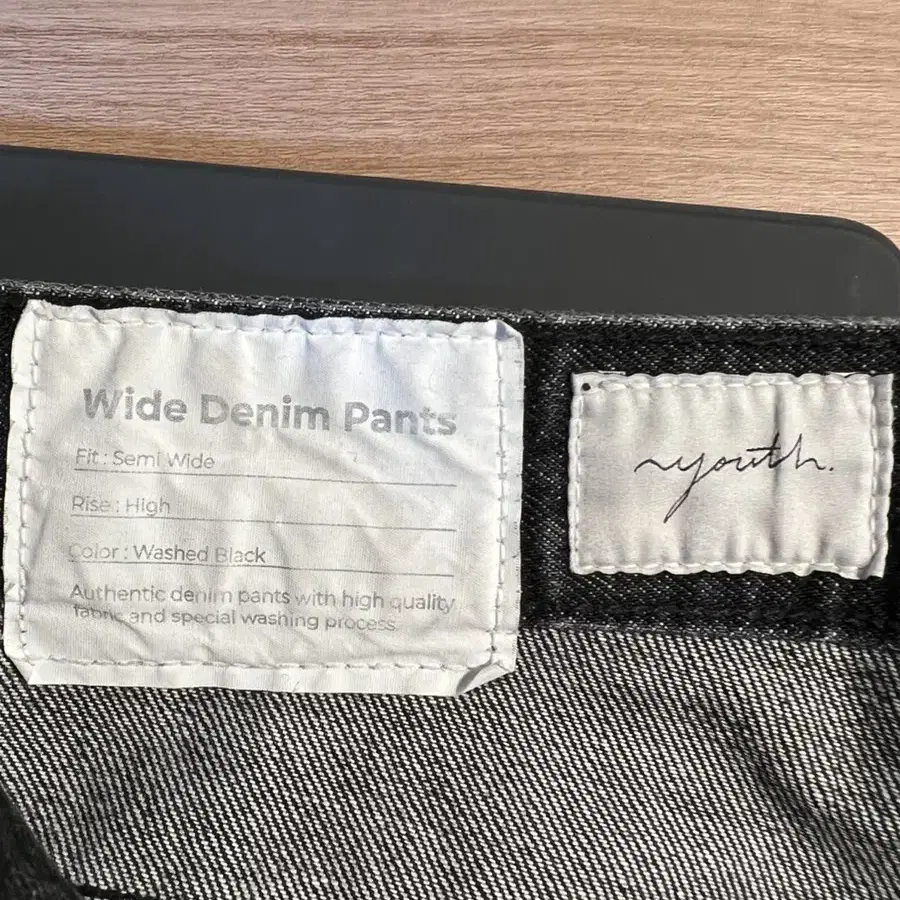 Wide Denim Pants
Fit : Semi Wide
Rise : High
Color : Washed Black
Authentic denim pants with high quality
fabric and special washing process.
youth.